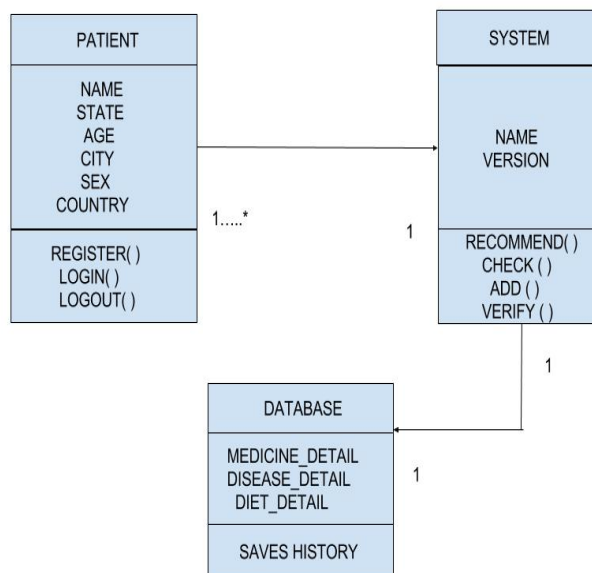 PATIENT
NAME
STATE
AGE
CITY
SEX
COUNTRY
REGISTER( )
LOGIN( )
LOGOUT( )
1.....*
SYSTEM
NAME
VERSION
RECOMMEND( )
CHECK ( )
ADD ( )
VERIFY ( )
1
1
DATABASE
MEDICINE_DETAIL
DISEASE_DETAIL
DIET_DETAIL
SAVES HISTORY
1